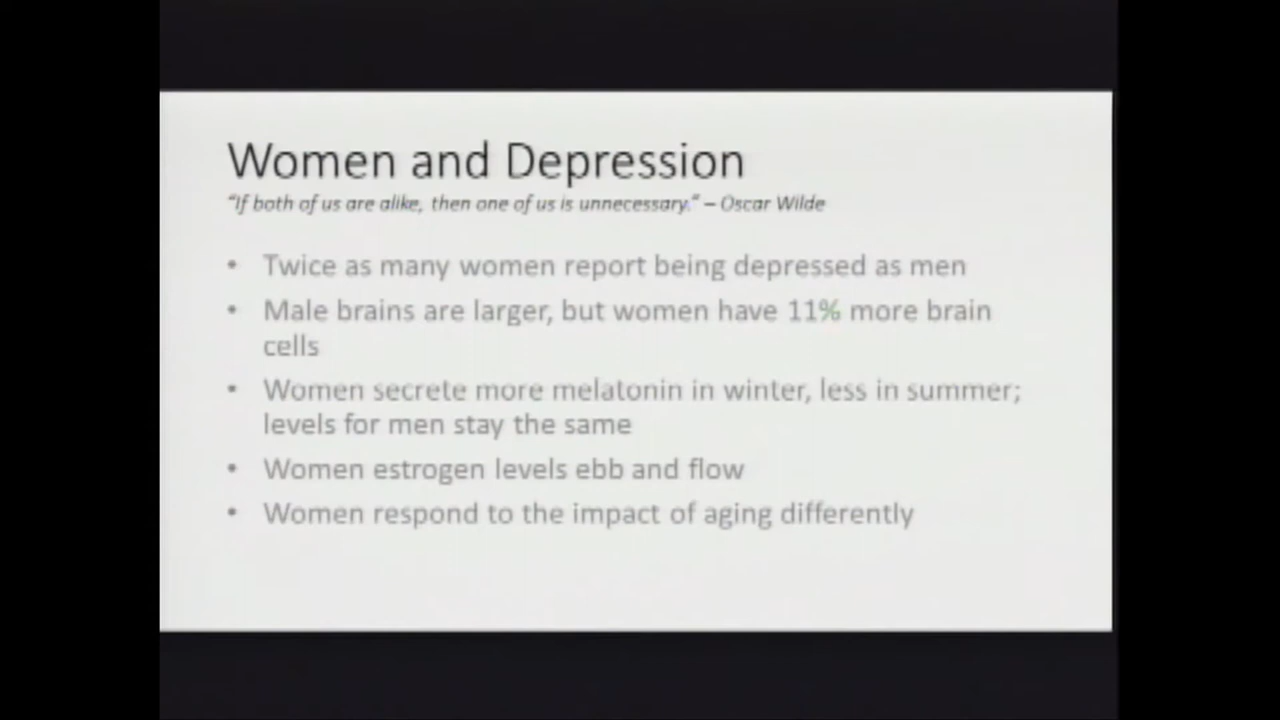 Women and Depression
"If both of us are alike, then one of us is unnecessary." – Oscar Wilde
• Twice as many women report being depressed as men
• Male brains are larger, but women have 11% more brain
cells
• Women secrete more melatonin in winter, less in summer;
levels for men stay the same
• Women estrogen levels ebb and flow
• Women respond to the impact of aging differently